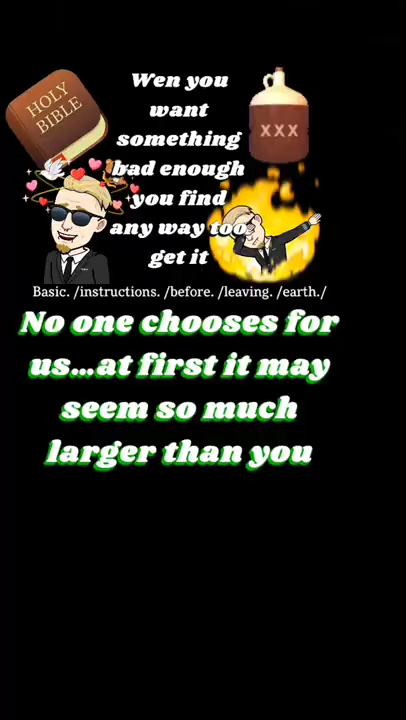 HOLY
BIBLE
XXX
Wen you
want
something
bad enough
you find
any way too
get it
Basic. /instructions. /before. /leaving. /earth./
No one chooses for
us...at first it may
seem so much
larger than you